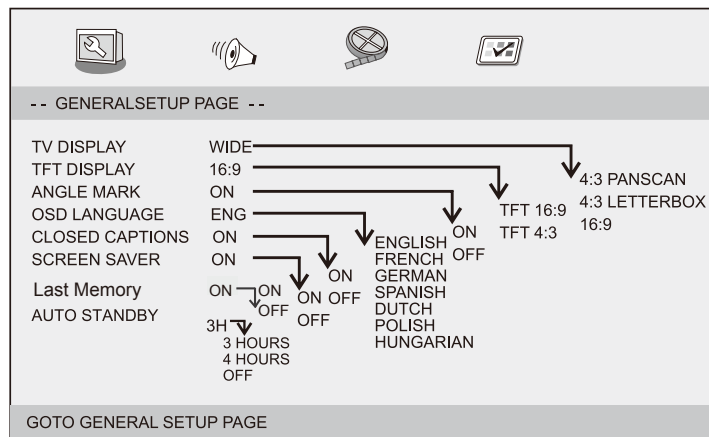 -- GENERALSETUP PAGE --
TV DISPLAY WIDE
TFT DISPLAY 16:9
ANGLE MARK ON
OSD LANGUAGE ENG
CLOSED CAPTIONS ON
SCREEN SAVER ON
Last Memory ON
AUTO STANDBY 3H
3 HOURS
4 HOURS
OFF
ON
OFF
ON
OFF
ON
OFF
ENGLISH
FRENCH
GERMAN
SPANISH
DUTCH
POLISH
HUNGARIAN
ON
OFF
TFT 16:9
TFT 4:3
4:3 PANSCAN
4:3 LETTERBOX
16:9
GOTO GENERAL SETUP PAGE